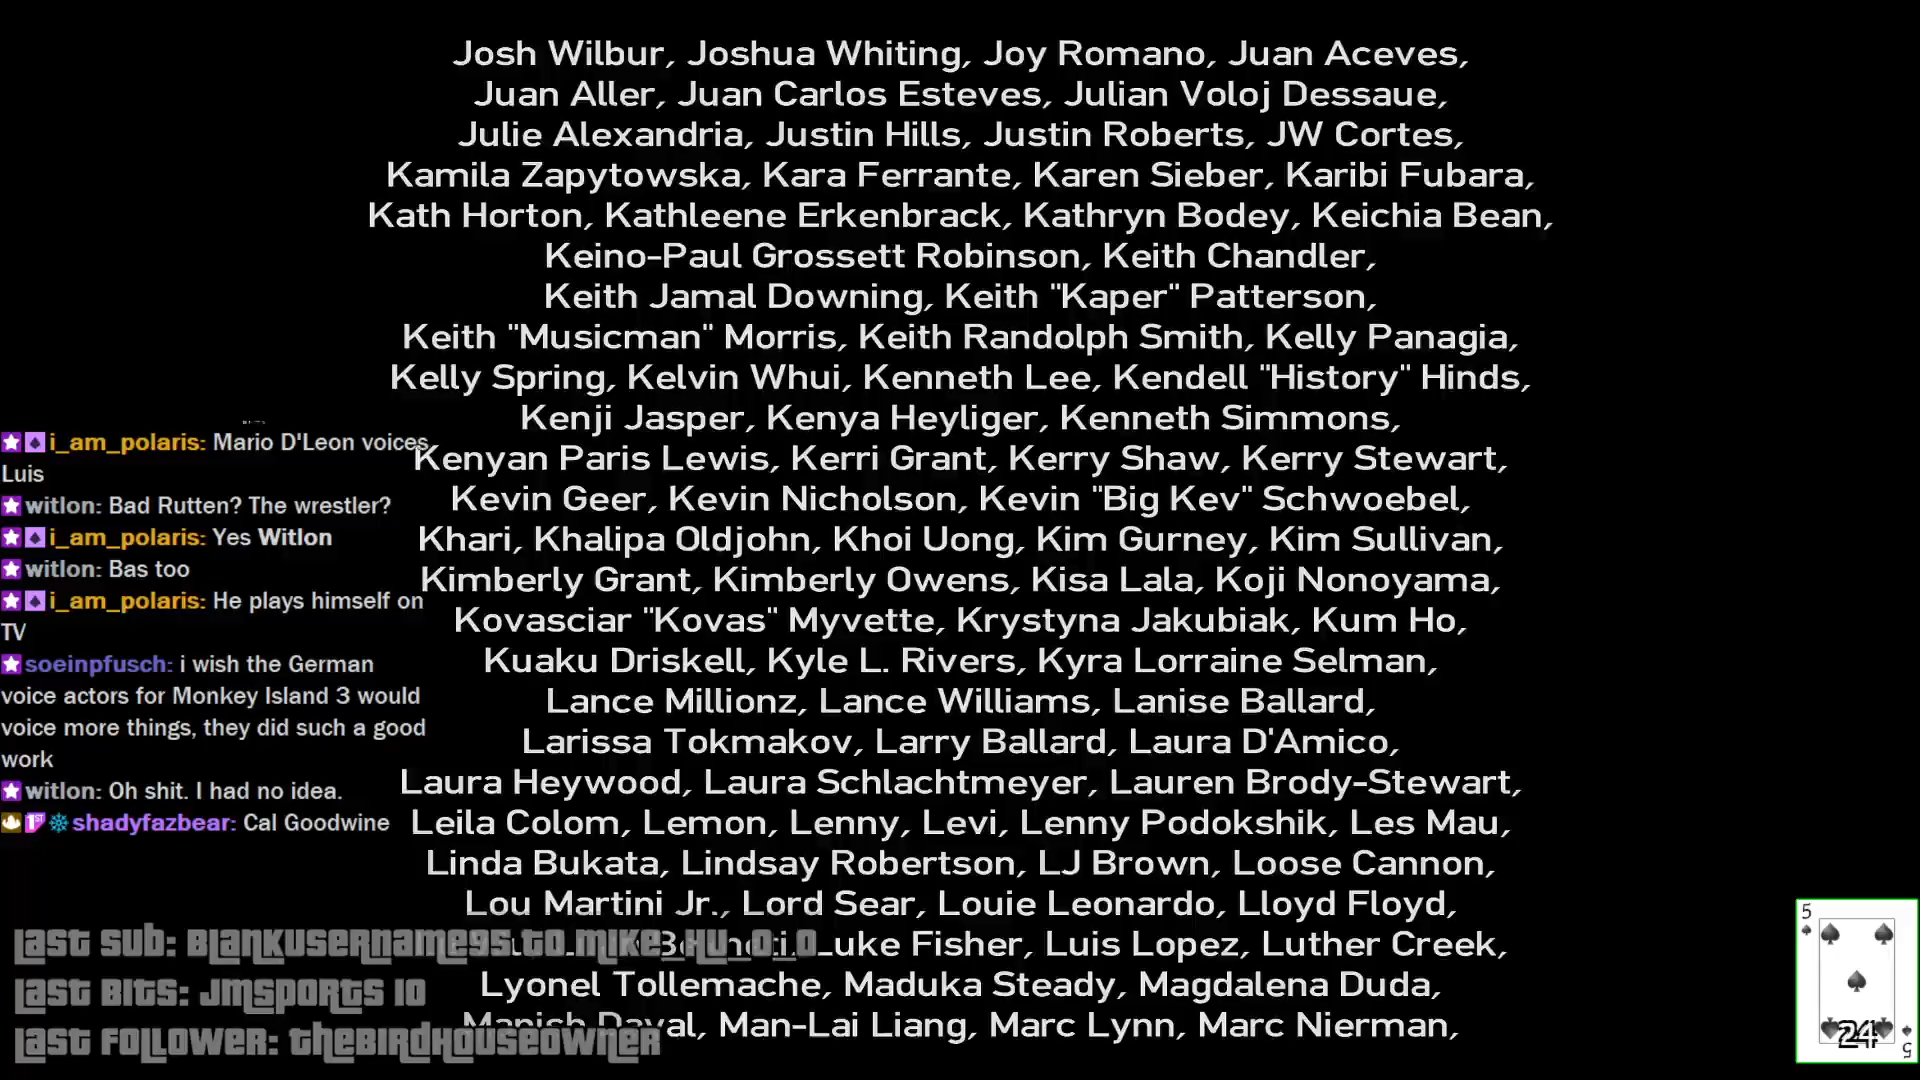 Josh Wilbur, Joshua Whiting, Joy Romano, Juan Aceves,
Juan Aller, Juan Carlos Esteves, Julian Voloj Dessaue,
Julie Alexandria, Justin Hills, Justin Roberts, JW Cortes,
Kamila Zapytowska, Kara Ferrante, Karen Sieber, Karibi Fubara,
Kath Horton, Kathleene Erkenbrack, Kathryn Bodey, Keichia Bean,
Keino-Paul Grossett Robinson, Keith Chandler,
Keith Jamal Downing, Keith "Kaper" Patterson,
Keith "Musicman" Morris, Keith Randolph Smith, Kelly Panagia,
Kelly Spring, Kelvin Whui, Kenneth Lee, Kendell "History" Hinds,
Kenji Jasper, Kenya Heyliger, Kenneth Simmons,
Kenyan Paris Lewis, Kerri Grant, Kerry Shaw, Kerry Stewart,
Kevin Geer, Kevin Nicholson, Kevin "Big Kev" Schwoebel,
Khari, Khalipa Oldjohn, Khoi Uong, Kim Gurney, Kim Sullivan,
Kimberly Grant, Kimberly Owens, Kisa Lala, Koji Nonoyama,
Kovasciar "Kovas" Myvette, Krystyna Jakubiak, Kum Ho,
Kuaku Driskell, Kyle L. Rivers, Kyra Lorraine Selman,
Lance Millionz, Lance Williams, Lanise Ballard,
Larissa Tokmakov, Larry Ballard, Laura D'Amico,
Laura Heywood, Laura Schlachtmeyer, Lauren Brody-Stewart,
Leila Colom, Lemon, Lenny, Levi, Lenny Podokshik, Les Mau,
Linda Bukata, Lindsay Robertson, LJ Brown, Loose Cannon,
Lou Martini Jr., Lord Sear, Louie Leonardo, Lloyd Floyd,
Luke Fisher, Luis Lopez, Luther Creek,
Lyonel Tollemache, Maduka Steady, Magdalena Duda,
Manish Dayal, Man-Lai Liang, Marc Lynn, Marc Nierman,
i_am_polaris: Mario D'Leon voices
Luis
witlon: Bad Rutten? The wrestler?
i_am_polaris: Yes Witlon
witlon: Bas too
i_am_polaris: He plays himself on
TV
soeinpfusch: i wish the German
voice actors for Monkey Island 3 would
voice more things, they did such a good
work
witlon: Oh shit. I had no idea.
1ST shadyfazbear: Cal Goodwine
Last Sub: Blankusername95 to mike_hu_0_0
Last Bits: Jmsports 10
Last Follower: thebirdhouseowner
5
24
5